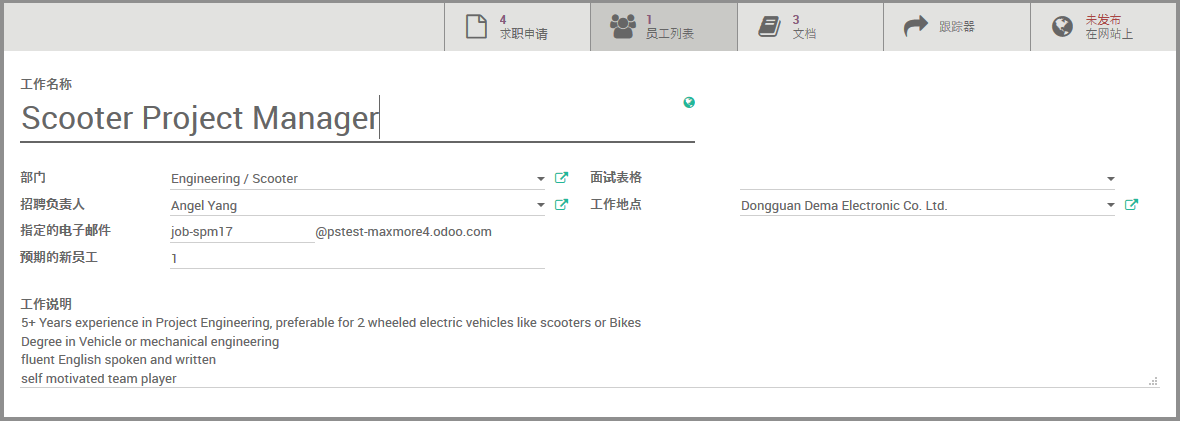 4
求职申请
1
员工列表
3
文档
跟踪器
未发布
在网站上
工作名称
Scooter Project Manager
部门 Engineering / Scooter 面试表格
招聘负责人 Angel Yang 工作地点 Dongguan Dema Electronic Co. Ltd.
指定的电子邮件 job-spm17 @pstest-maxmore4.odoo.com
预期的新员工 1
工作说明
5+ Years experience in Project Engineering, preferable for 2 wheeled electric vehicles like scooters or Bikes
Degree in Vehicle or mechanical engineering
fluent English spoken and written
self motivated team player